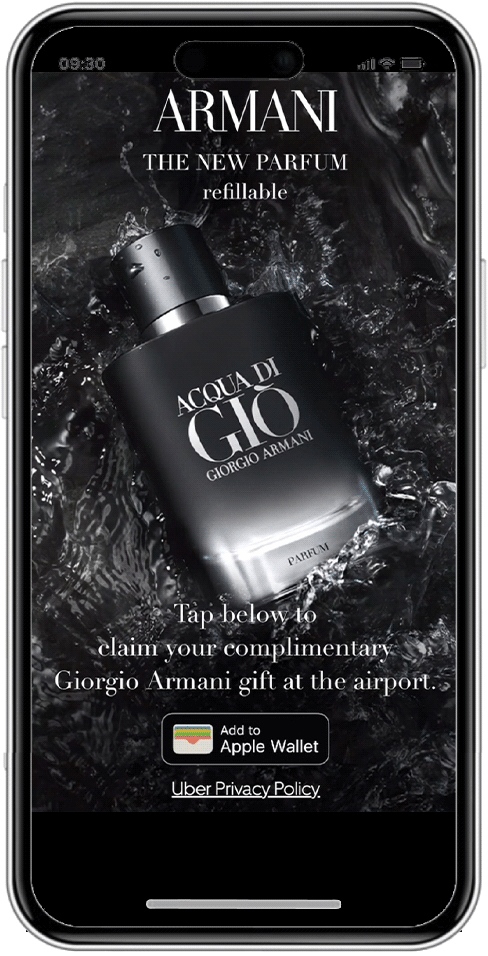 09:30
ARMANI
THE NEW PARFUM
refillable
ACQUA DI
GIÒ
GIORGIO ARMANI
PARFUM
Tap below to
claim your complimentary
Giorgio Armani gift at the airport.
Add to
Apple Wallet
Uber Privacy Policy